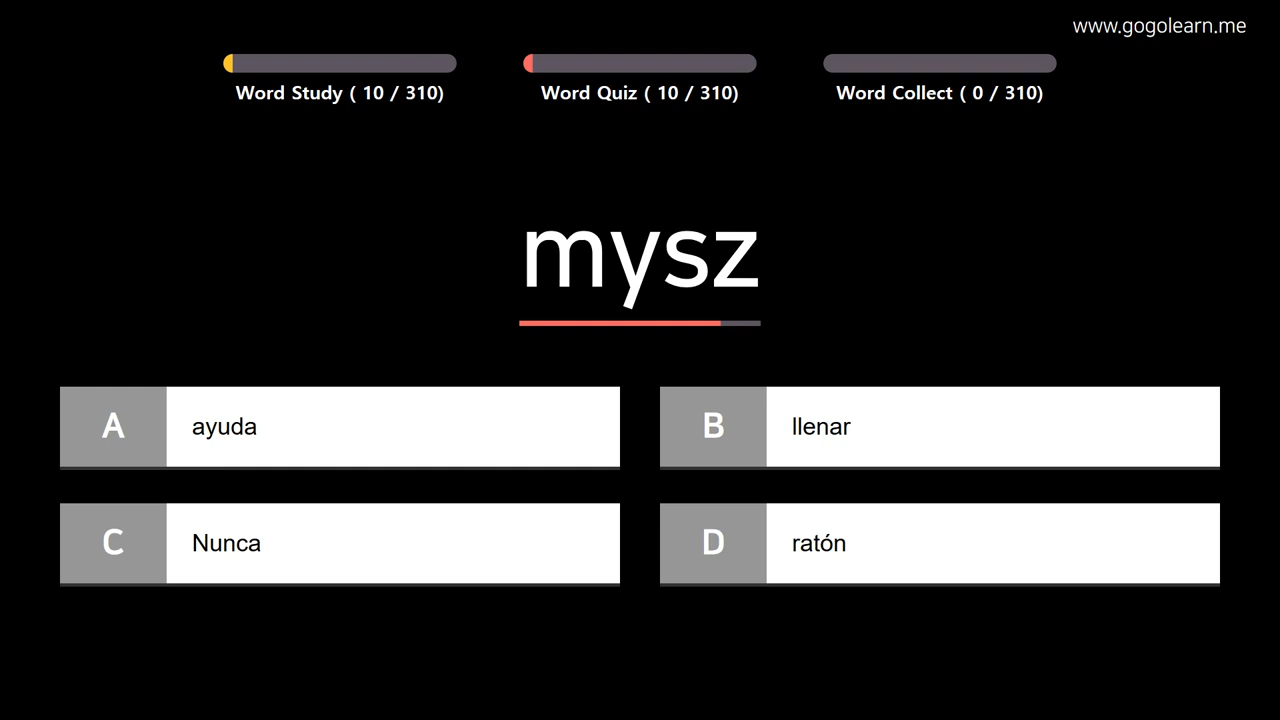 www.gogolearn.me
Word Study ( 10 / 310)
Word Quiz ( 10 / 310)
Word Collect ( 0 / 310)
mysz
A ayuda
B llenar
C Nunca
D ratón